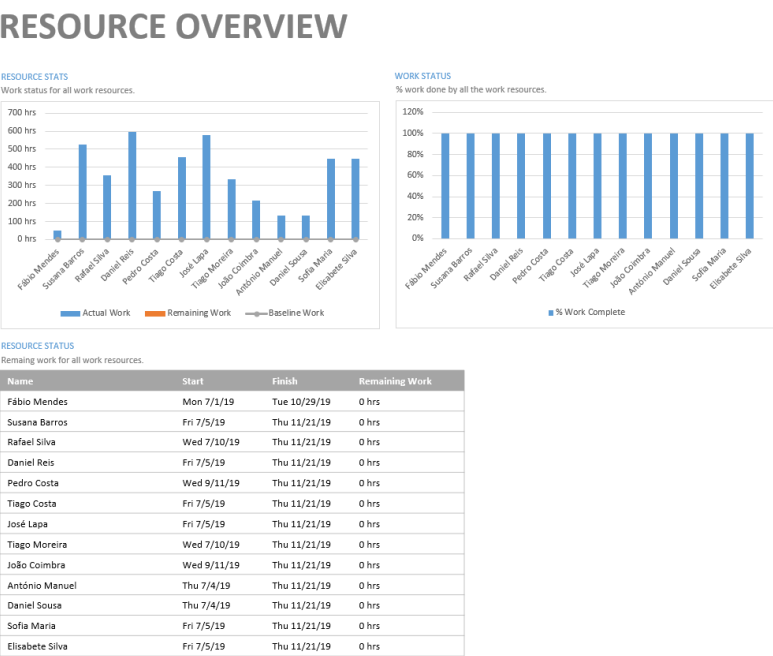 RESOURCE OVERVIEW
RESOURCE STATS
Work status for all work resources.
700 hrs
600 hrs
500 hrs
400 hrs
300 hrs
200 hrs
100 hrs
0 hrs
Fábio Mendes
Susana Barros
Rafael Silva
Daniel Reis
Pedro Costa
Tiago Costa
José Lapa
Tiago Moreira
João Coimbra
António Manuel
Daniel Sousa
Sofia Maria
Elisabete Silva
Actual Work Remaining Work Baseline Work
WORK STATUS
% work done by all the work resources.
120%
100%
80%
60%
40%
20%
0%
Fábio Mendes
Susana Barros
Rafael Silva
Daniel Reis
Pedro Costa
Tiago Costa
José Lapa
Tiago Moreira
João Coimbra
António Manuel
Daniel Sousa
Sofia Maria
Elisabete Silva
% Work Complete
RESOURCE STATUS
Remaing work for all work resources.
Name Start Finish Remaining Work
Fábio Mendes Mon 7/1/19 Tue 10/29/19 0 hrs
Susana Barros Fri 7/5/19 Thu 11/21/19 0 hrs
Rafael Silva Wed 7/10/19 Thu 11/21/19 0 hrs
Daniel Reis Fri 7/5/19 Thu 11/21/19 0 hrs
Pedro Costa Wed 9/11/19 Thu 11/21/19 0 hrs
Tiago Costa Fri 7/5/19 Thu 11/21/19 0 hrs
José Lapa Fri 7/5/19 Thu 11/21/19 0 hrs
Tiago Moreira Wed 7/10/19 Thu 11/21/19 0 hrs
João Coimbra Wed 9/11/19 Thu 11/21/19 0 hrs
António Manuel Thu 7/4/19 Thu 11/21/19 0 hrs
Daniel Sousa Thu 7/4/19 Thu 11/21/19 0 hrs
Sofia Maria Fri 7/5/19 Thu 11/21/19 0 hrs
Elisabete Silva Fri 7/5/19 Thu 11/21/19 0 hrs